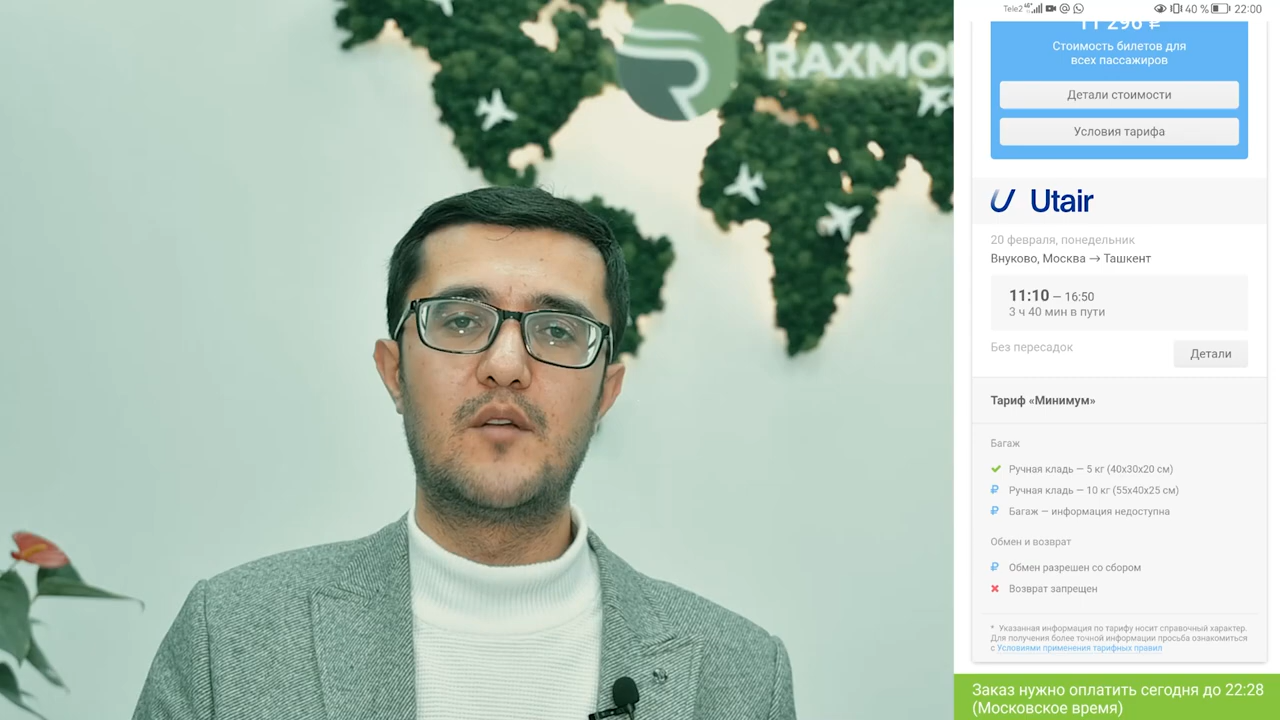 RAXMO
Tele2 4G
40 %
22:00
11 296 ₽
Стоимость билетов для
всех пассажиров
Детали стоимости
Условия тарифа
Utair
20 февраля, понедельник
Внуково, Москва → Ташкент
11:10 — 16:50
3 ч 40 мин в пути
Без пересадок
Детали
Тариф «Минимум»
Багаж
Ручная кладь — 5 кг (40x30x20 см)
₽ Ручная кладь — 10 кг (55x40x25 см)
₽ Багаж — информация недоступна
Обмен и возврат
₽ Обмен разрешен со сбором
Возврат запрещен
* Указанная информация по тарифу носит справочный характер.
Для получения более точной информации просьба ознакомиться
с Условиями применения тарифных правил
Заказ нужно оплатить сегодня до 22:28
(Московское время)